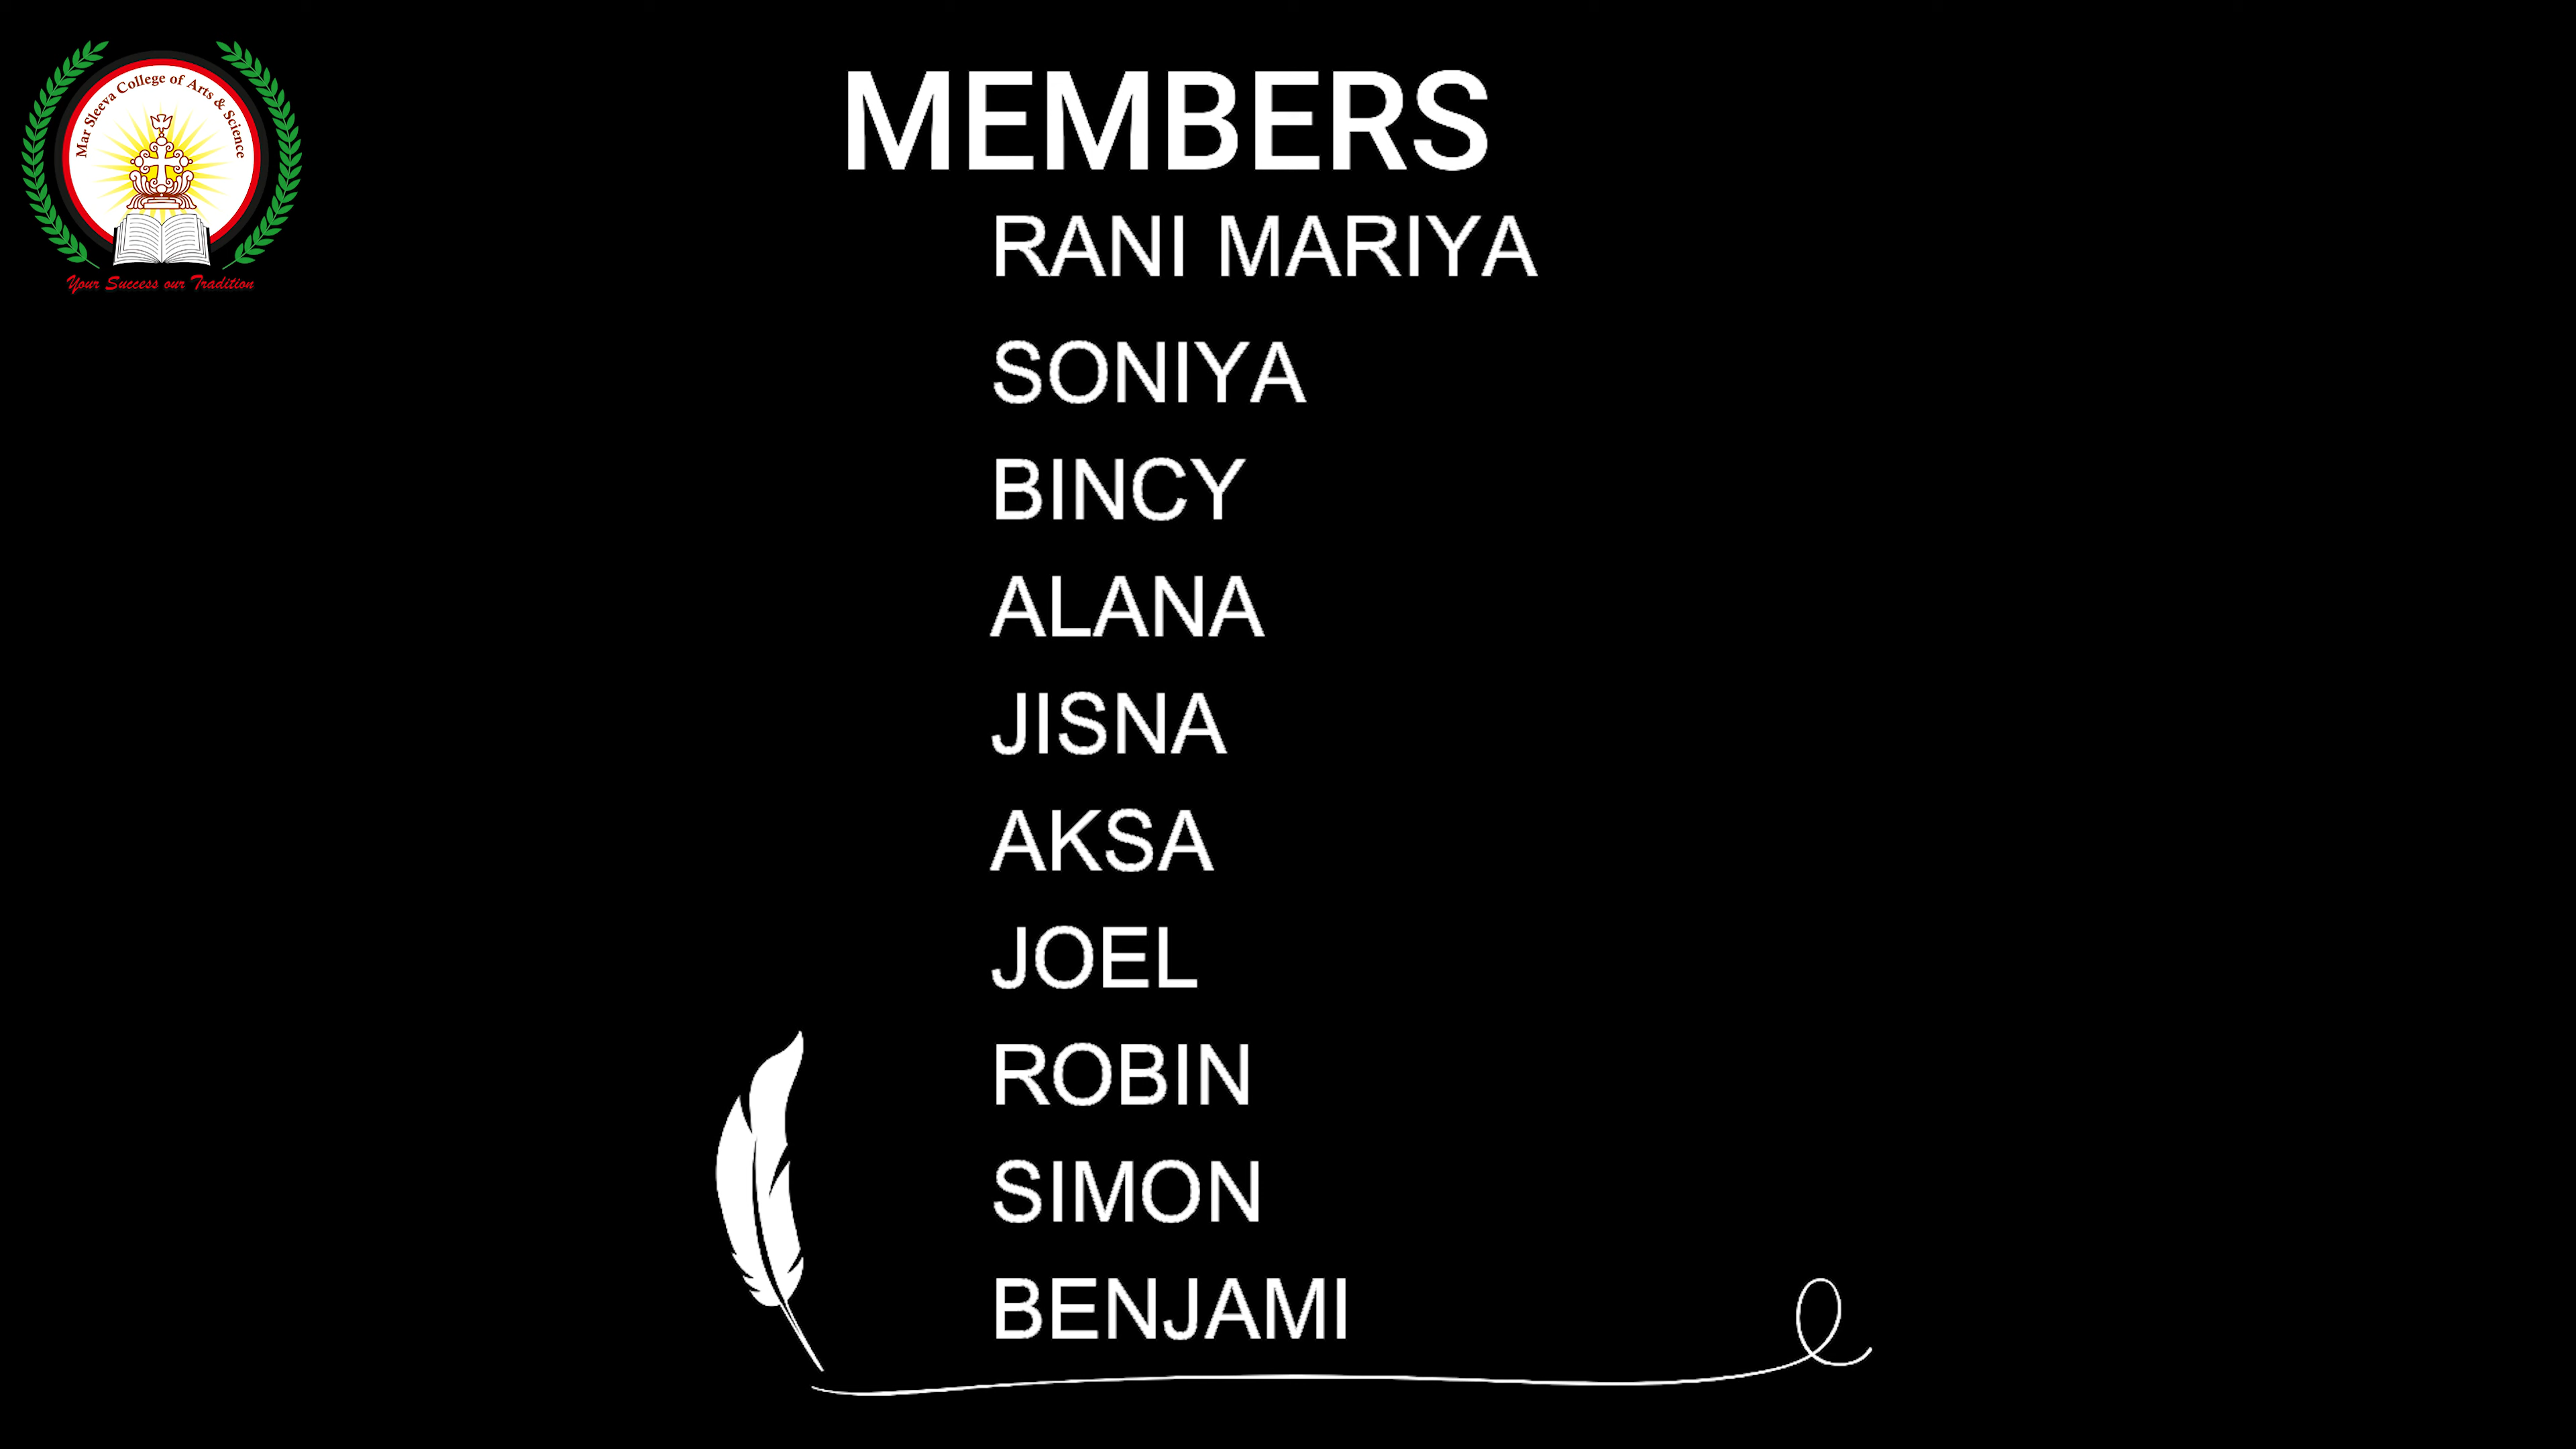 Mar Sleeva College of Arts & Science
Your Success our Tradition
MEMBERS
RANI MARIYA
SONIYA
BINCY
ALANA
JISNA
AKSA
JOEL
ROBIN
SIMON
BENJAMI